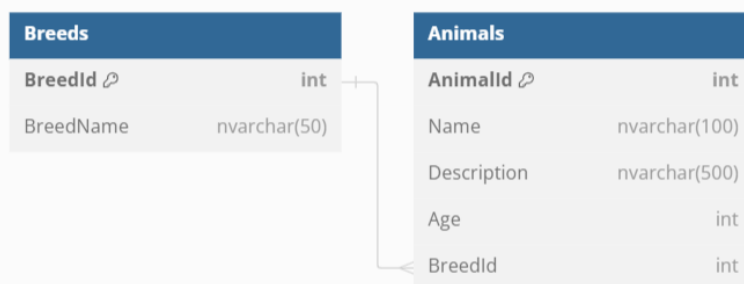 Breeds
BreedId int
BreedName nvarchar(50)
Animals
AnimalId int
Name nvarchar(100)
Description nvarchar(500)
Age int
BreedId int